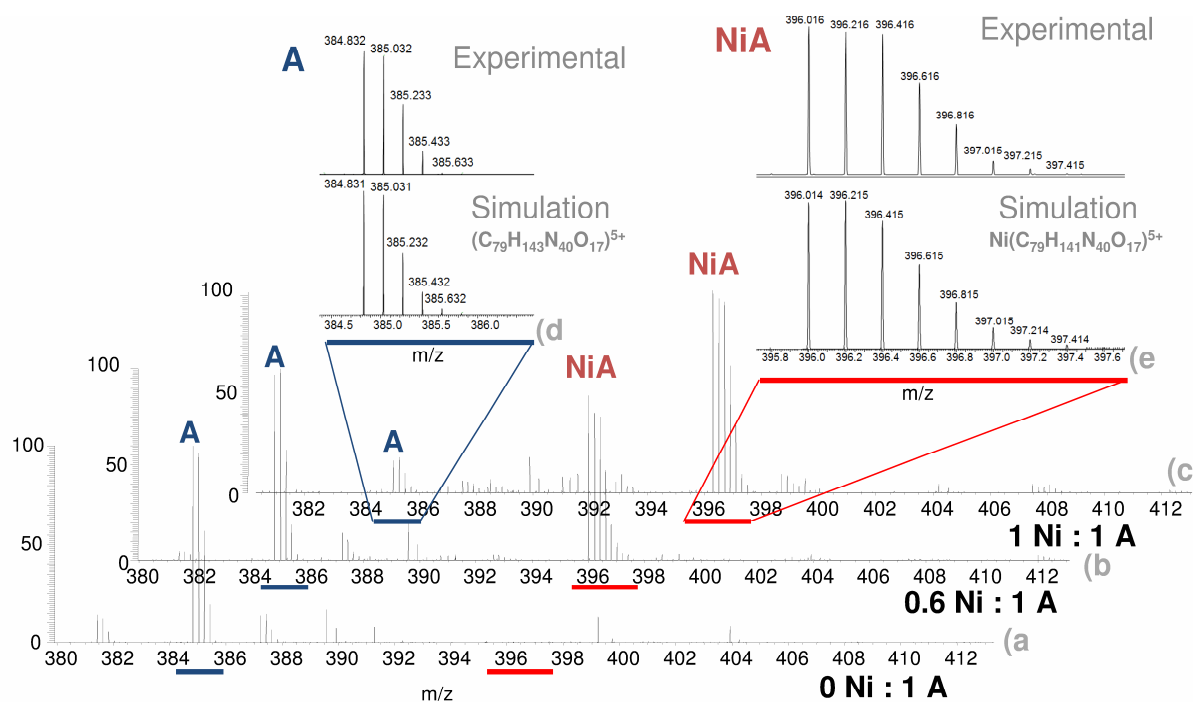 A
384.832
385.032
385.233
385.433
385.633
Experimental
384.831
385.031
385.232
385.432
385.632
Simulation
(C79H143N40O17)5+
384.5 385.0 385.5 386.0
(d
m/z
NiA
396.016
396.216
396.416
396.616
396.816
397.015
397.215
397.415
Experimental
396.014
396.215
396.415
396.615
396.815
397.015
397.214
397.414
Simulation
Ni(C79H141N40O17)5+
395.8 396.0 396.2 396.4 396.6 396.8 397.0 397.2 397.4 397.6
(e
m/z
NiA
100
50
0
A
382 384 386 388 390 392 394 396 398 400 402 404 406 408 410 412
(c
1 Ni : 1 A
A
NiA
100
50
0
380 382 384 386 388 390 392 394 396 398 400 402 404 406 408 410 412
(b
0.6 Ni : 1 A
A
100
50
0
380 382 384 386 388 390 392 394 396 398 400 402 404 406 408 410 412
(a
0 Ni : 1 A
m/z